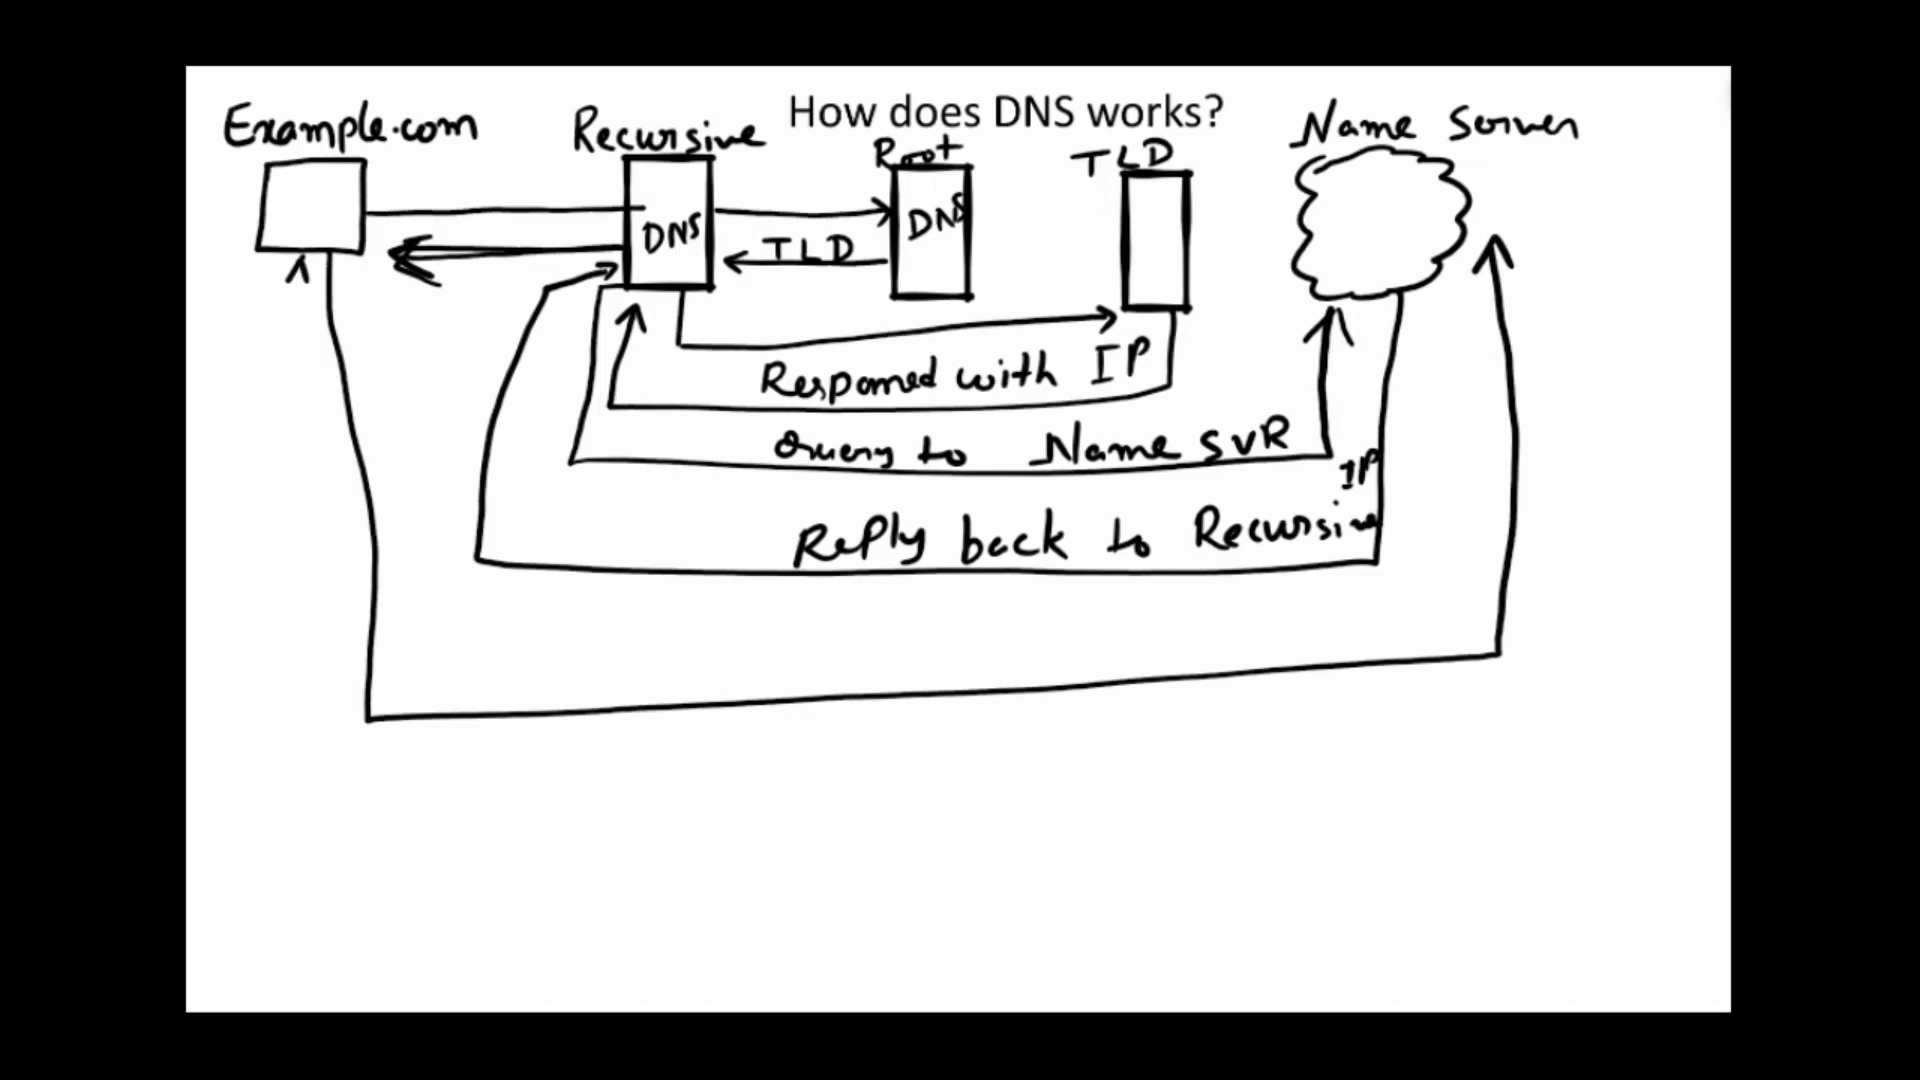 How does DNS works?
Example.com
Recursive
Root
TLD
Name Server
DNS
DNS
TLD
Respomed with IP
Query to Name SVR
IP
Reply back to Recursive